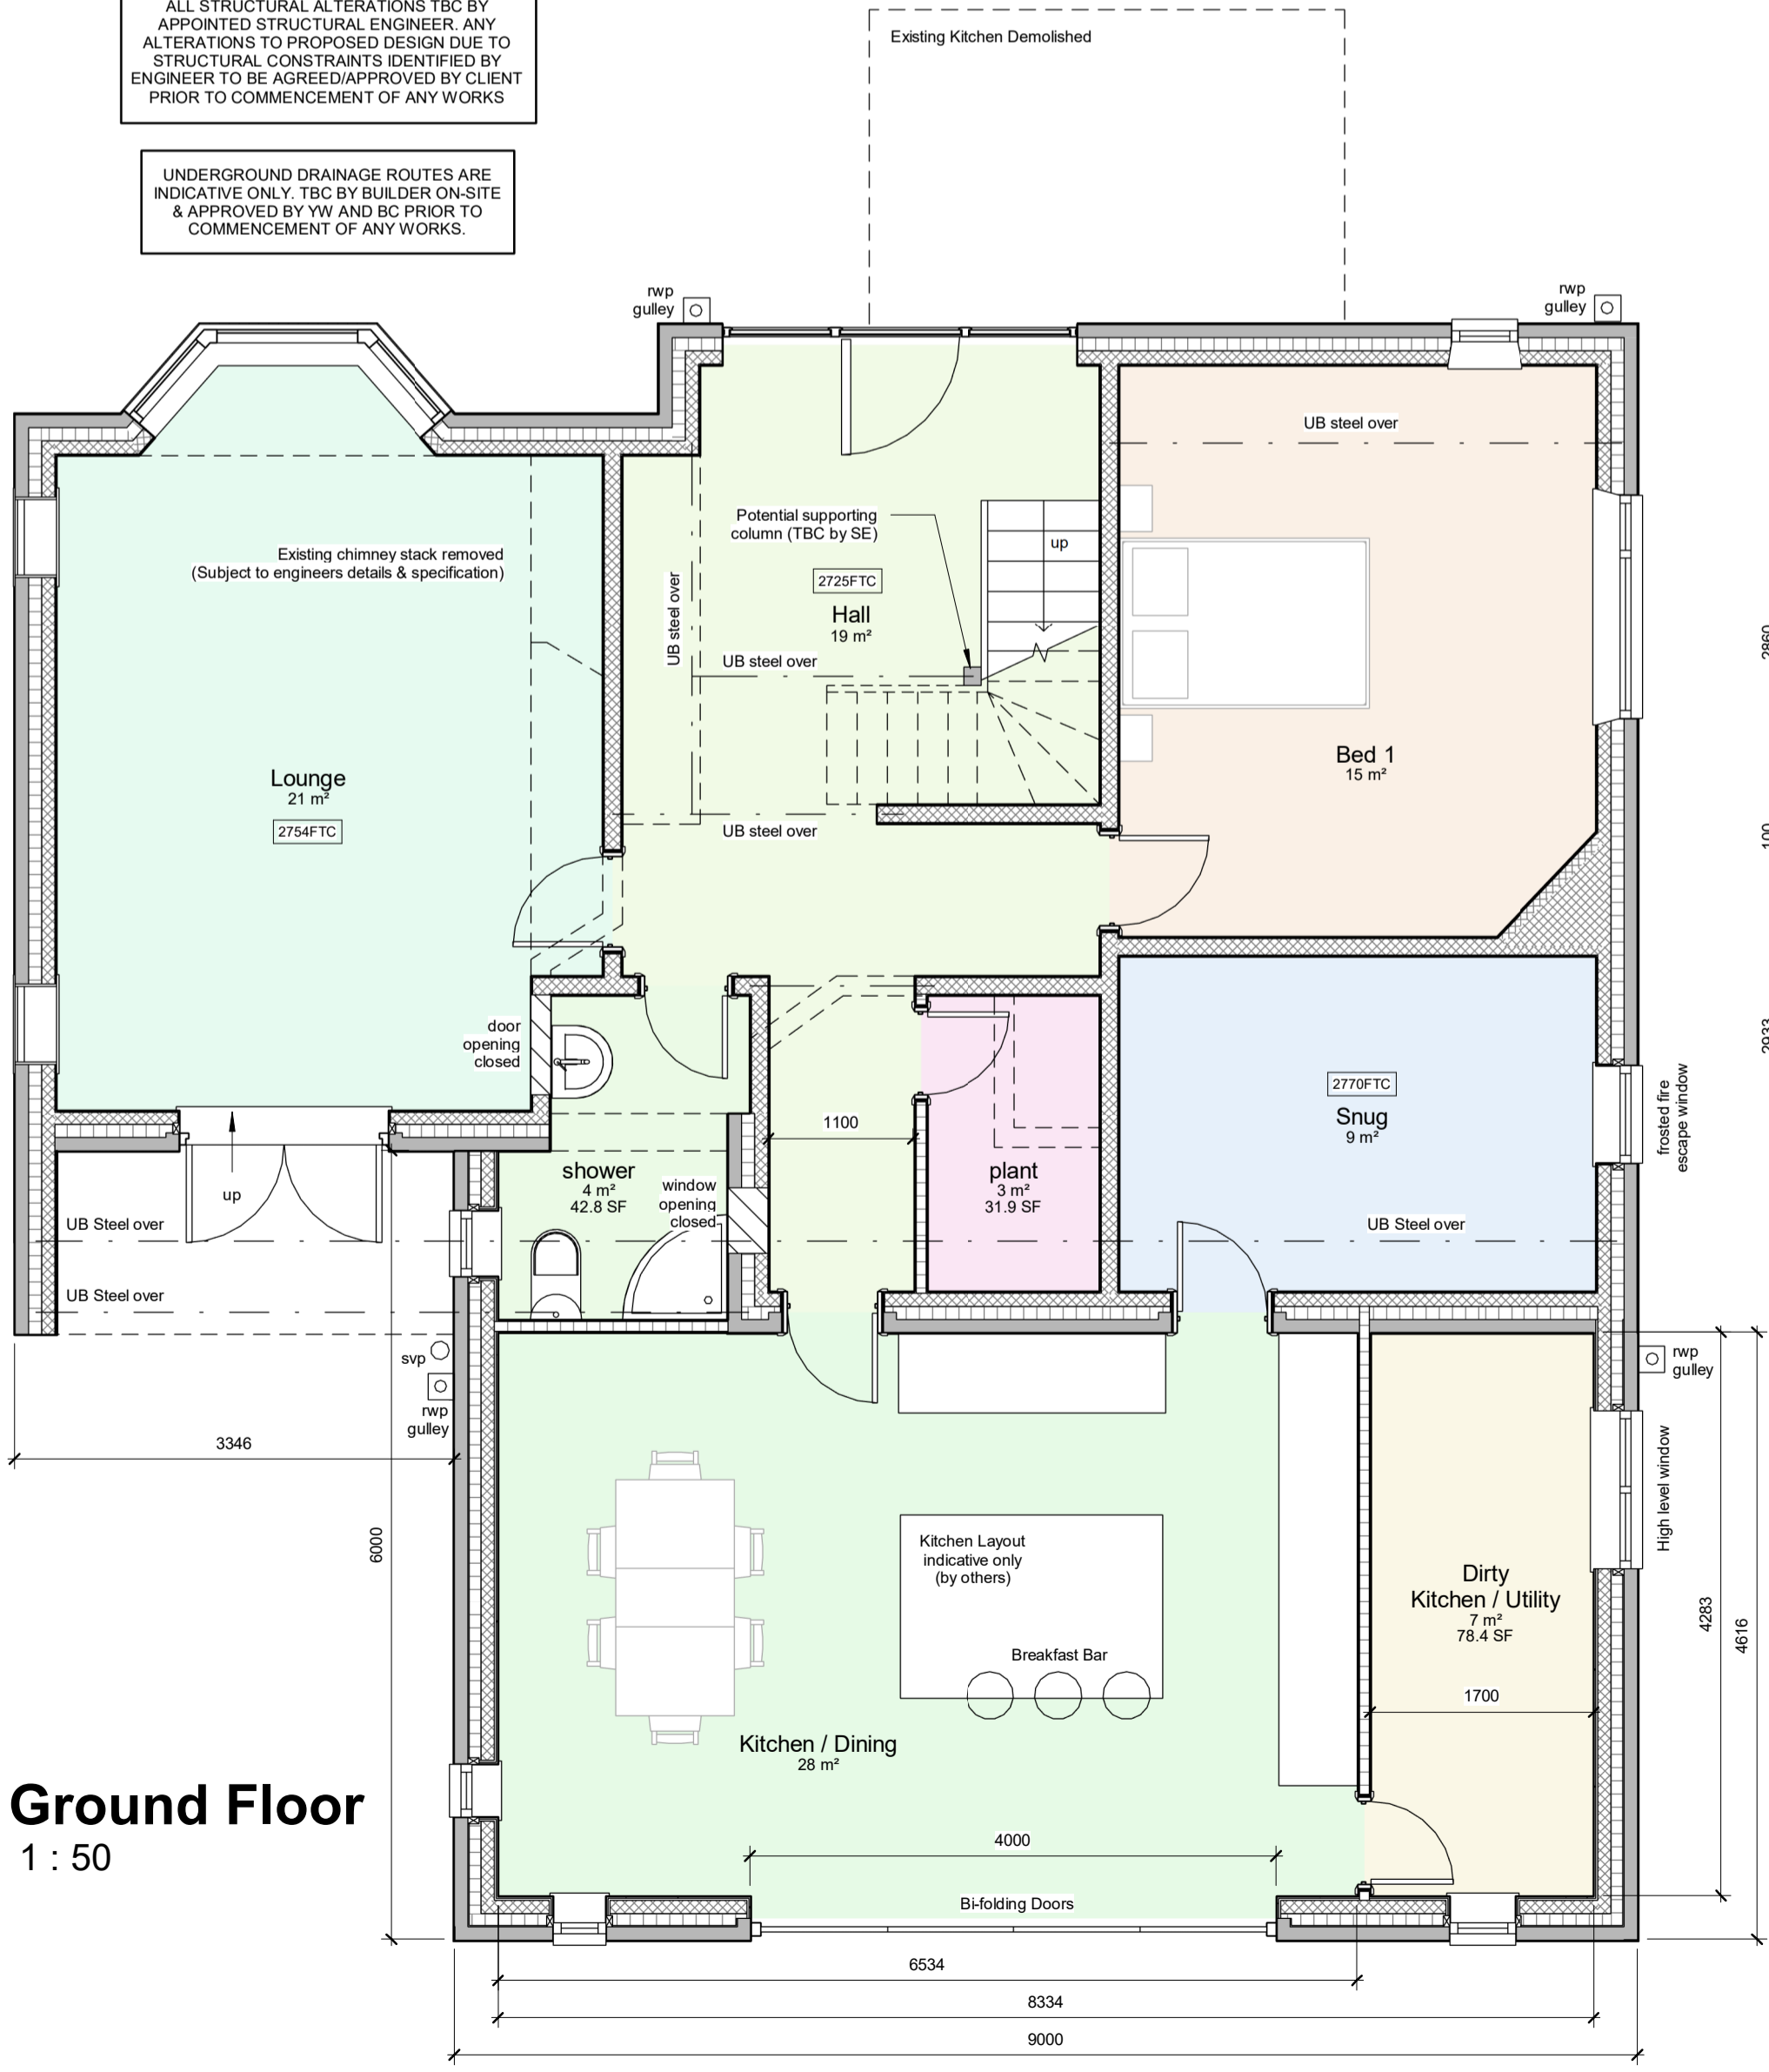 ALL STRUCTURAL ALTERATIONS TBC BY
APPOINTED STRUCTURAL ENGINEER. ANY
ALTERATIONS TO PROPOSED DESIGN DUE TO
STRUCTURAL CONSTRAINTS IDENTIFIED BY
ENGINEER TO BE AGREED/APPROVED BY CLIENT
PRIOR TO COMMENCEMENT OF ANY WORKS
UNDERGROUND DRAINAGE ROUTES ARE
INDICATIVE ONLY. TBC BY BUILDER ON-SITE
& APPROVED BY YW AND BC PRIOR TO
COMMENCEMENT OF ANY WORKS.
Existing Kitchen Demolished
rwp
gulley
rwp
gulley
UB steel over
Potential supporting
column (TBC by SE)
up
Existing chimney stack removed
(Subject to engineers details & specification)
2725FTC
Hall
19 m²
UB steel over
UB steel over
UB steel over
Bed 1
15 m²
Lounge
21 m²
2754FTC
2860
100
2933
door
opening
closed
1100
2770FTC
Snug
9 m²
frosted fire
escape window
shower
4 m²
42.8 SF
window
opening
closed
plant
3 m²
31.9 SF
up
UB Steel over
UB Steel over
UB Steel over
svp
rwp
gulley
rwp
gulley
3346
6000
Kitchen Layout
indicative only
(by others)
Breakfast Bar
High level window
Dirty
Kitchen / Utility
7 m²
78.4 SF
4283
4616
1700
Kitchen / Dining
28 m²
Ground Floor
1 : 50
4000
Bi-folding Doors
6534
8334
9000